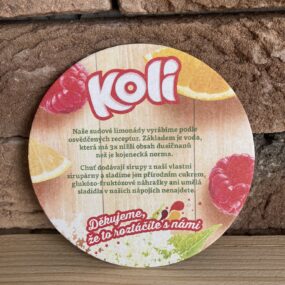 Koli
Naše sudové limonády vyrábíme podle
osvědčených receptur. Základem je voda,
která má 3x nižší obsah dusičnanů
než je kojenecká norma.
Chuť dodávají sirupy z naší vlastní
sirupárny a sladíme jen přírodním cukrem,
glukózo-fruktózové náhražky ani umělá
sladidla v našich nápojích nenajdete.
Děkujeme,
že to roztáčíte s námi